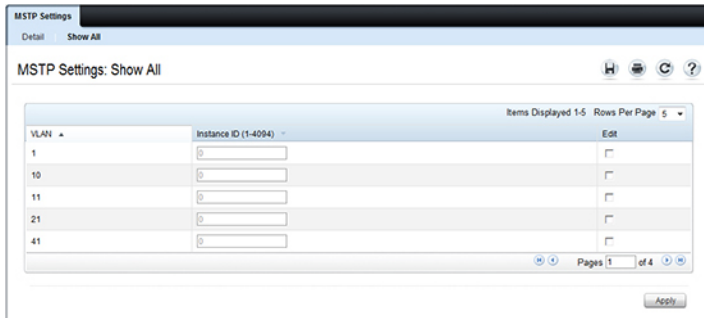 MSTP Settings
Detail Show All
MSTP Settings: Show All
Items Displayed 1-5 Rows Per Page 5
VLAN Instance ID (1-4094) Edit
1 0
10 0
11 0
21 0
41 0
Pages 1 of 4
Apply